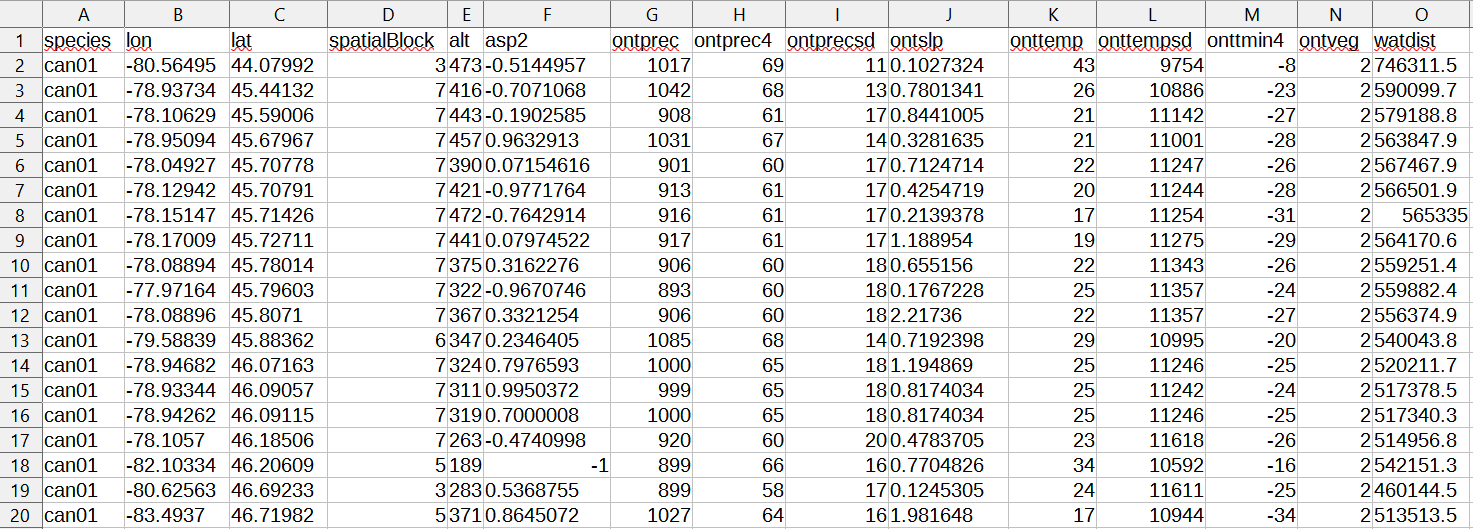 A B C D E F G H I J K L M N O
1 species lon lat spatialBlock alt asp2 ontprec ontprec4 ontprecsd ontslp onttemp onttempsd onttmin4 ontveg watdist
2 can01 -80.56495 44.07992 3 473 -0.5144957 1017 69 11 0.1027324 43 9754 -8 2 746311.5
3 can01 -78.93734 45.44132 7 416 -0.7071068 1042 68 13 0.7801341 26 10886 -23 2 590099.7
4 can01 -78.10629 45.59006 7 443 -0.1902585 908 61 17 0.8441005 21 11142 -27 2 579188.8
5 can01 -78.95094 45.67967 7 457 0.9632913 1031 67 14 0.3281635 21 11001 -28 2 563847.9
6 can01 -78.04927 45.70778 7 390 0.07154616 901 60 17 0.7124714 22 11247 -26 2 567467.9
7 can01 -78.12942 45.70791 7 421 -0.9771764 913 61 17 0.4254719 20 11244 -28 2 566501.9
8 can01 -78.15147 45.71426 7 472 -0.7642914 916 61 17 0.2139378 17 11254 -31 2 565335
9 can01 -78.17009 45.72711 7 441 0.07974522 917 61 17 1.188954 19 11275 -29 2 564170.6
10 can01 -78.08894 45.78014 7 375 0.3162276 906 60 18 0.655156 22 11343 -26 2 559251.4
11 can01 -77.97164 45.79603 7 322 -0.9670746 893 60 18 0.1767228 25 11357 -24 2 559882.4
12 can01 -78.08896 45.8071 7 367 0.3321254 906 60 18 2.21736 22 11357 -27 2 556374.9
13 can01 -79.58839 45.88362 6 347 0.2346405 1085 68 14 0.7192398 29 10995 -20 2 540043.8
14 can01 -78.94682 46.07163 7 324 0.7976593 1000 65 18 1.194869 25 11246 -25 2 520211.7
15 can01 -78.93344 46.09057 7 311 0.9950372 999 65 18 0.8174034 25 11242 -24 2 517378.5
16 can01 -78.94262 46.09115 7 319 0.7000008 1000 65 18 0.8174034 25 11246 -25 2 517340.3
17 can01 -78.1057 46.18506 7 263 -0.4740998 920 60 20 0.4783705 23 11618 -26 2 514956.8
18 can01 -82.10334 46.20609 5 189 -1 899 66 16 0.7704826 34 10592 -16 2 542151.3
19 can01 -80.62563 46.69233 3 283 0.5368755 899 58 17 0.1245305 24 11611 -25 2 460144.5
20 can01 -83.4937 46.71982 5 371 0.8645072 1027 64 16 1.981648 17 10944 -34 2 513513.5